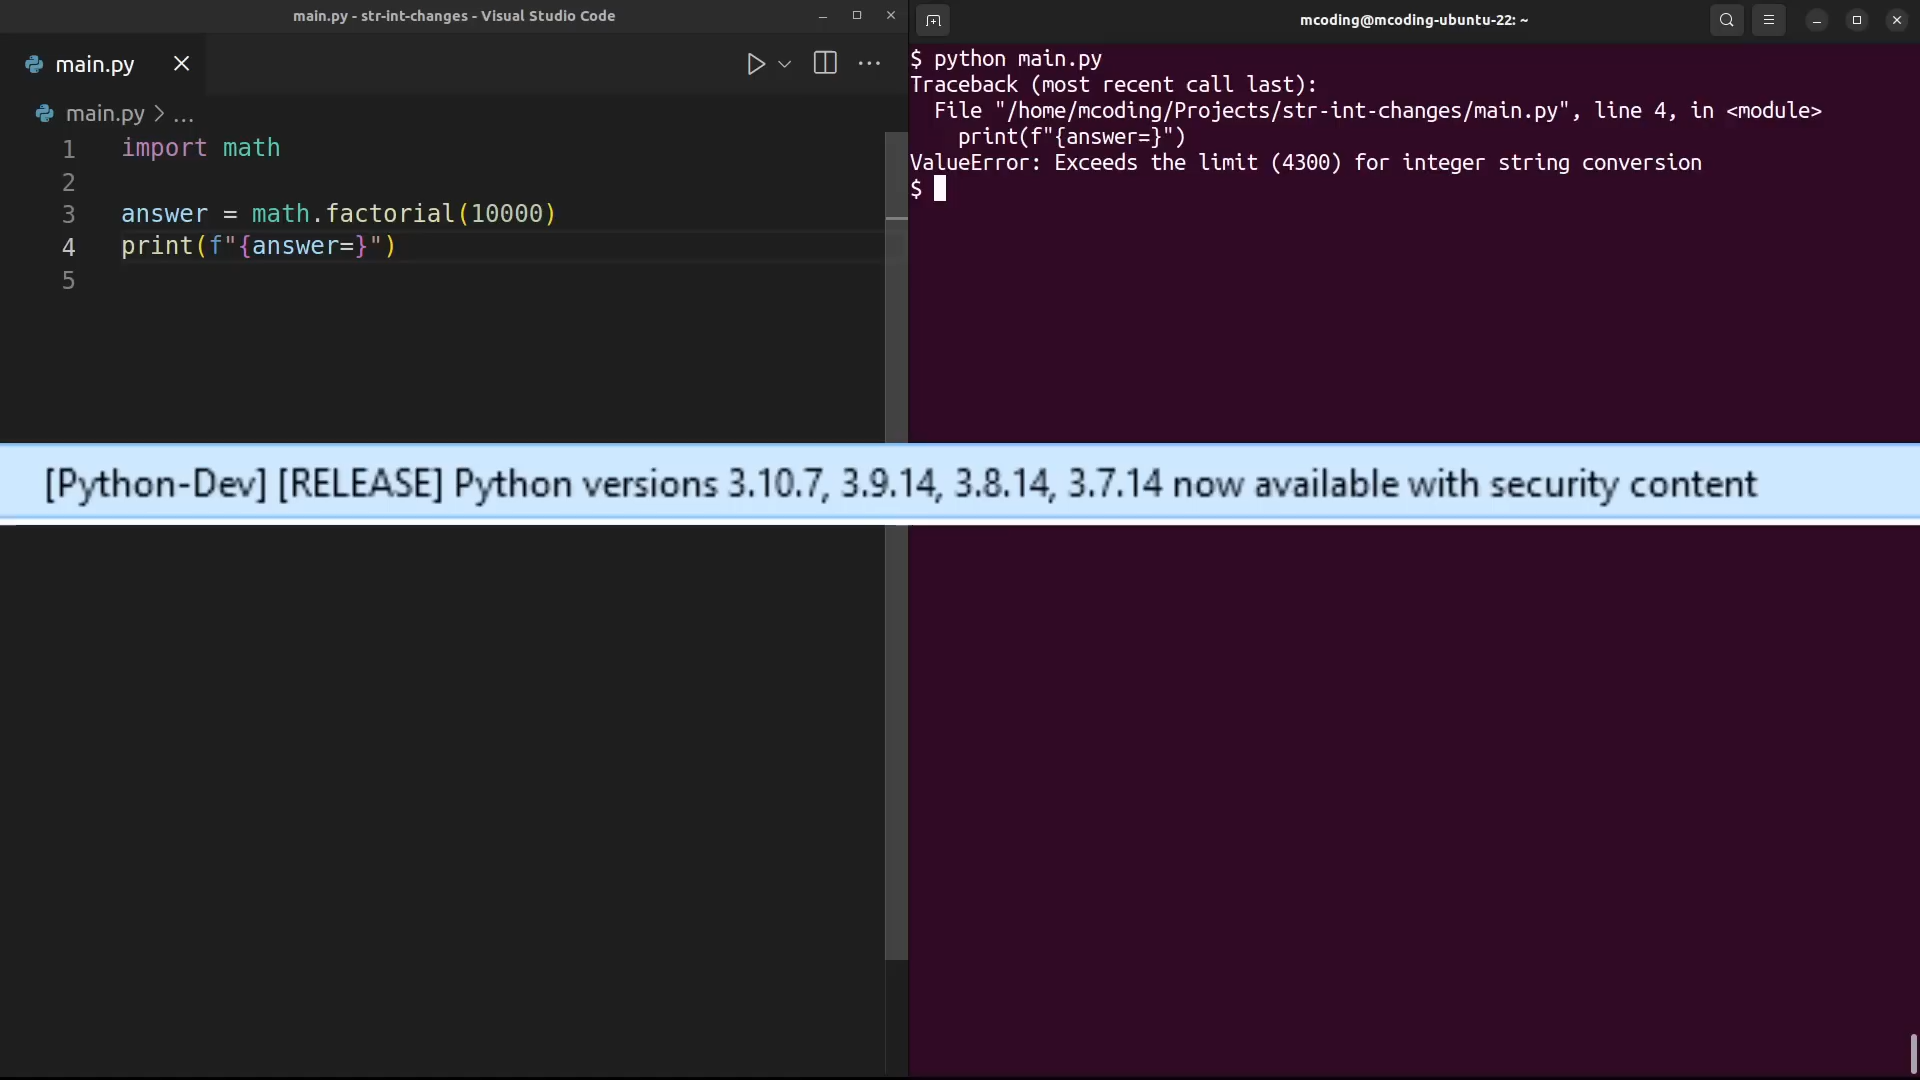 main.py - str-int-changes - Visual Studio Code
main.py
main.py > ...
1 import math
2
3 answer = math.factorial(10000)
4 print(f"{answer=}")
5
mcoding@mcoding-ubuntu-22: ~
$ python main.py
Traceback (most recent call last):
File "/home/mcoding/Projects/str-int-changes/main.py", line 4, in <module>
print(f"{answer=}")
ValueError: Exceeds the limit (4300) for integer string conversion
$
[Python-Dev] [RELEASE] Python versions 3.10.7, 3.9.14, 3.8.14, 3.7.14 now available with security content